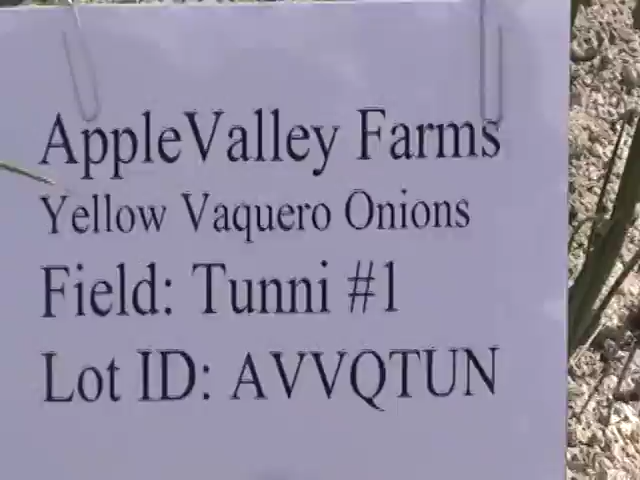 AppleValley Farms
Yellow Vaquero Onions
Field: Tunni #1
Lot ID: AVVQTUN